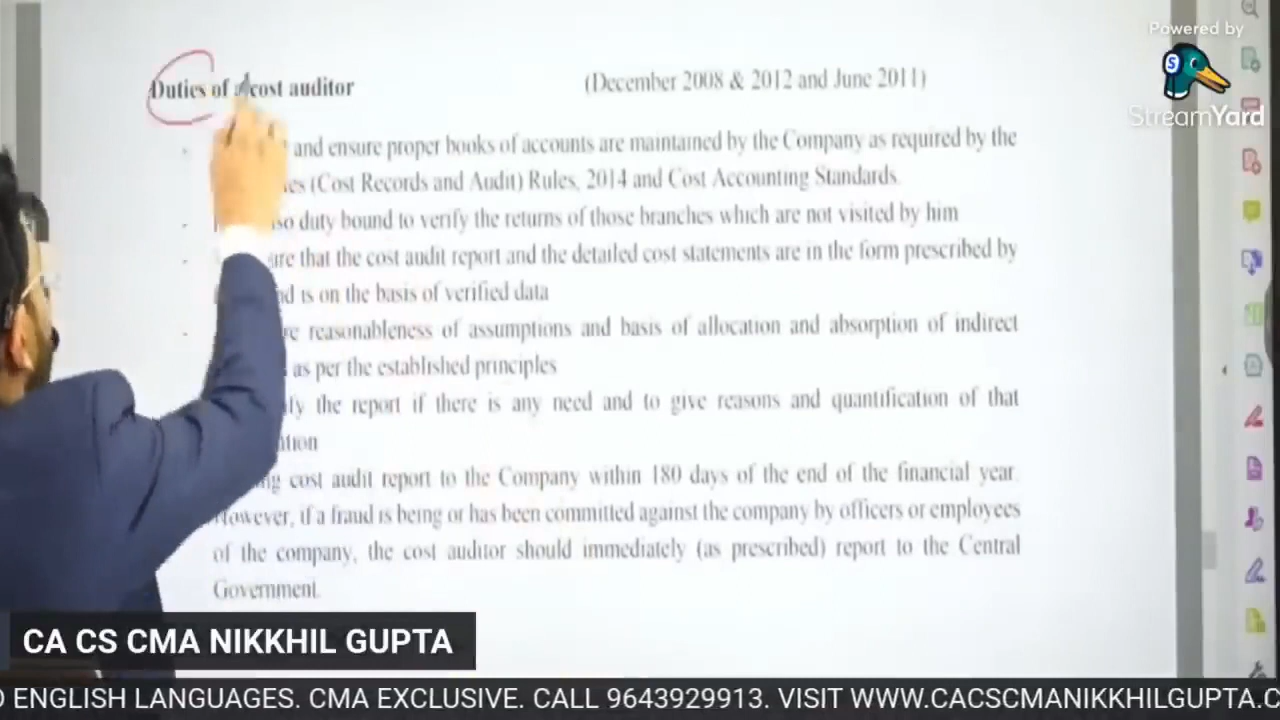 Powered by
S
StreamYard
Duties of a cost auditor (December 2008 & 2012 and June 2011)
and ensure proper books of accounts are maintained by the Company as required by the
(Cost Records and Audit) Rules, 2014 and Cost Accounting Standards.
duty bound to verify the returns of those branches which are not visited by him
that the cost audit report and the detailed cost statements are in the form prescribed by
is on the basis of verified data
reasonableness of assumptions and basis of allocation and absorption of indirect
as per the established principles
the report if there is any need and to give reasons and quantification of that
cost audit report to the Company within 180 days of the end of the financial year.
However, if a fraud is being or has been committed against the company by officers or employees
of the company, the cost auditor should immediately (as prescribed) report to the Central
Government.
CA CS CMA NIKKHIL GUPTA
ENGLISH LANGUAGES. CMA EXCLUSIVE. CALL 9643929913. VISIT WWW.CACSCMANIKKHILGUPTA.C